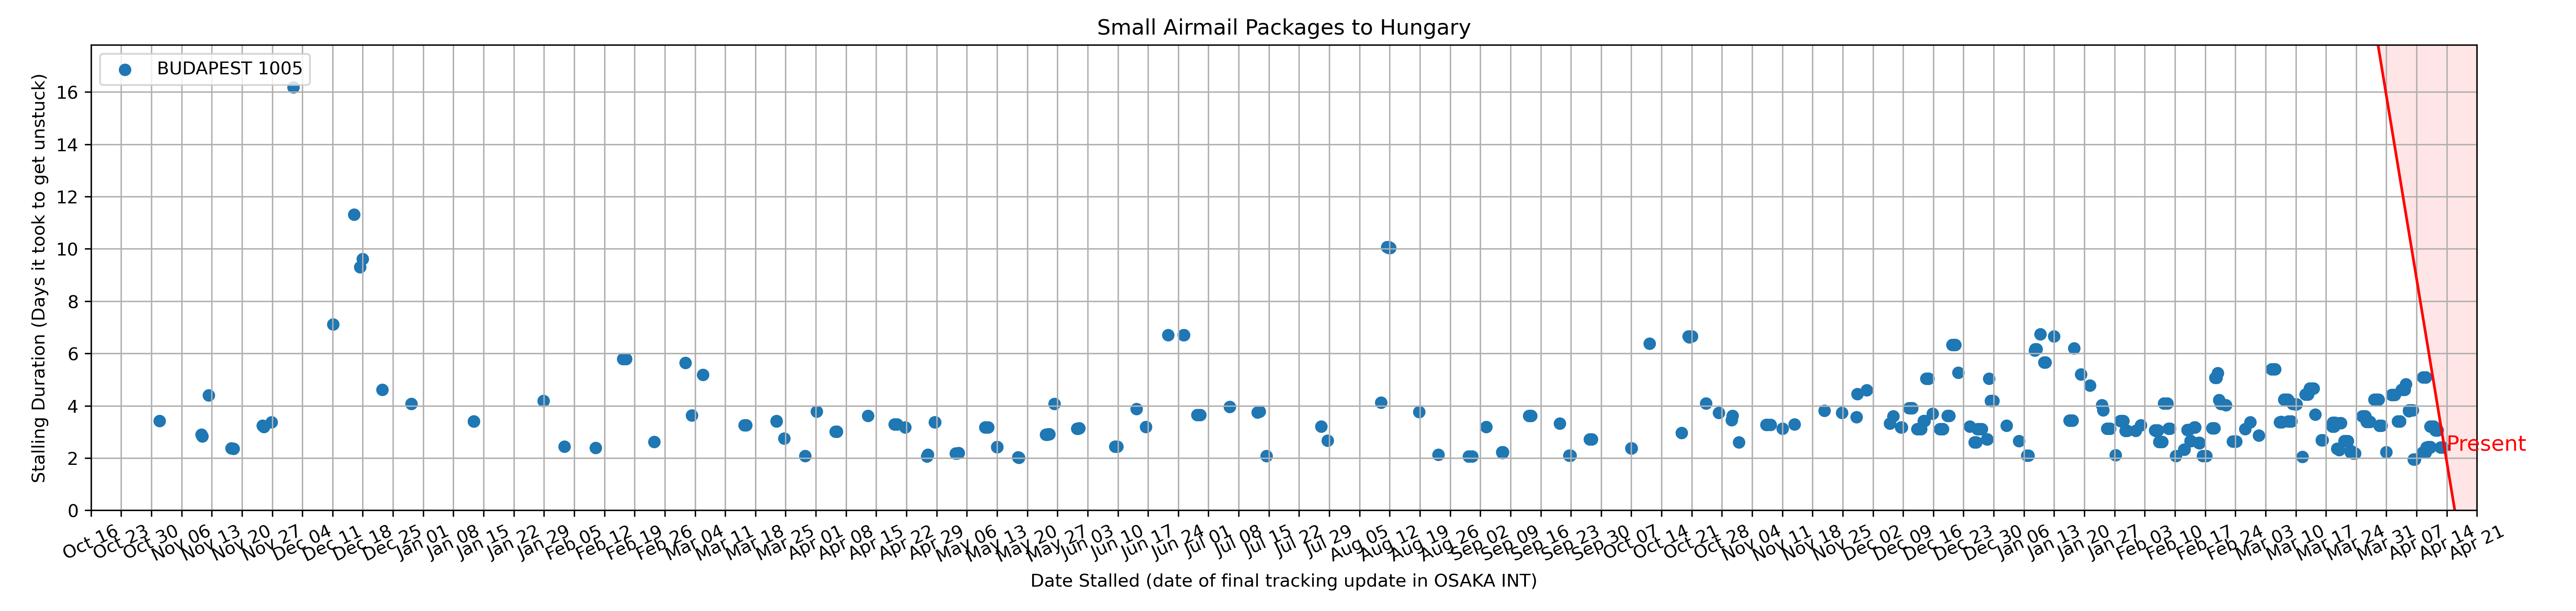 Small Airmail Packages to Hungary
BUDAPEST 1005
Stalling Duration (Days it took to get unstuck)
16
14
12
10
8
6
4
2
0
Present
Oct 16
Oct 23
Oct 30
Nov 06
Nov 13
Nov 20
Nov 27
Dec 04
Dec 11
Dec 18
Dec 25
Jan 01
Jan 08
Jan 15
Jan 22
Jan 29
Feb 05
Feb 12
Feb 19
Feb 26
Mar 04
Mar 11
Mar 18
Mar 25
Apr 01
Apr 08
Apr 15
Apr 22
Apr 29
May 06
May 13
May 20
May 27
Jun 03
Jun 10
Jun 17
Jun 24
Jul 01
Jul 08
Jul 15
Jul 22
Jul 29
Aug 05
Aug 12
Aug 19
Aug 26
Sep 02
Sep 09
Sep 16
Sep 23
Sep 30
Oct 07
Oct 14
Oct 21
Oct 28
Nov 04
Nov 11
Nov 18
Nov 25
Dec 02
Dec 09
Dec 16
Dec 23
Dec 30
Jan 06
Jan 13
Jan 20
Jan 27
Feb 03
Feb 10
Feb 17
Feb 24
Mar 03
Mar 10
Mar 17
Mar 24
Mar 31
Apr 07
Apr 14
Apr 21
Date Stalled (date of final tracking update in OSAKA INT)